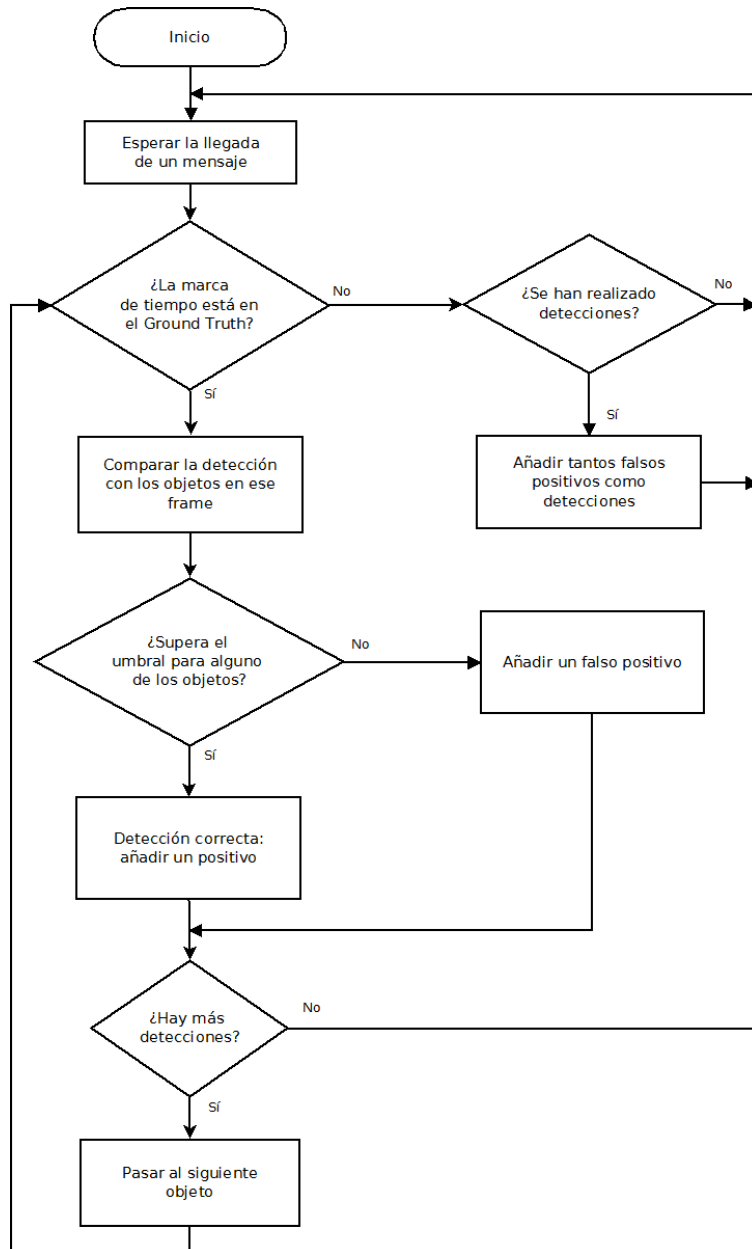 Inicio
Esperar la llegada
de un mensaje
¿La marca
de tiempo está en
el Ground Truth?
No
¿Se han realizado
detecciones?
No
Sí
Sí
Comparar la detección
con los objetos en ese
frame
Añadir tantos falsos
positivos como
detecciones
¿Supera el
umbral para alguno
de los objetos?
No
Añadir un falso positivo
Sí
Detección correcta:
añadir un positivo
¿Hay más
detecciones?
No
Sí
Pasar al siguiente
objeto